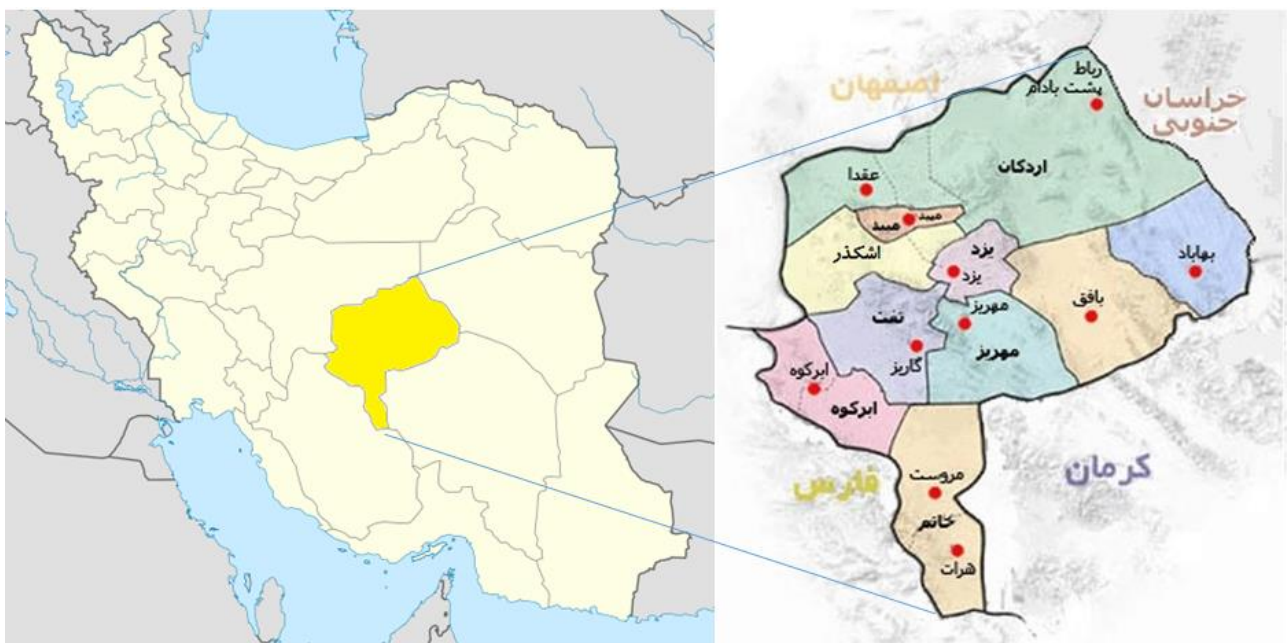 اصفهان
خراسان
جنوبی
رباط
پشت بادام
اردکان
عقدا
میبد
میبد
اشکذر
یزد
یزد
بهاباد
بافق
تفت
گاریز
مهریز
مهریز
ابرکوه
ابرکوه
فارس
کرمان
مروست
خاتم
هرات